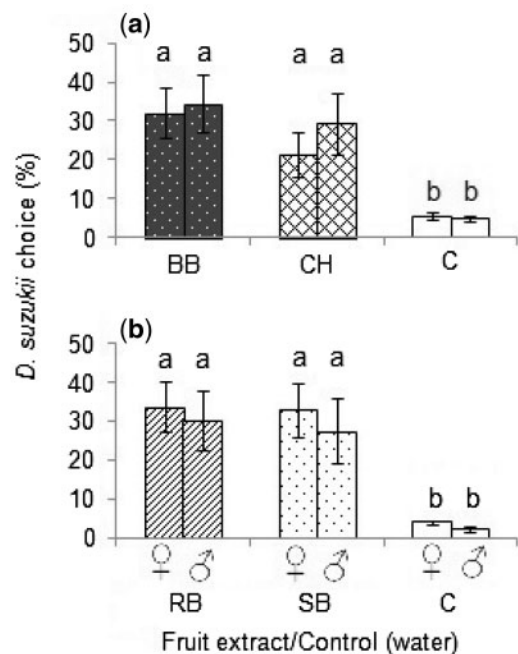 (a)
a a a a
b b
50
40
30
20
10
0
BB CH C
D. suzukii choice (%)
(b)
a a a a
b b
50
40
30
20
10
0
♀ ♂ ♀ ♂ ♀ ♂
RB SB C
Fruit extract/Control (water)